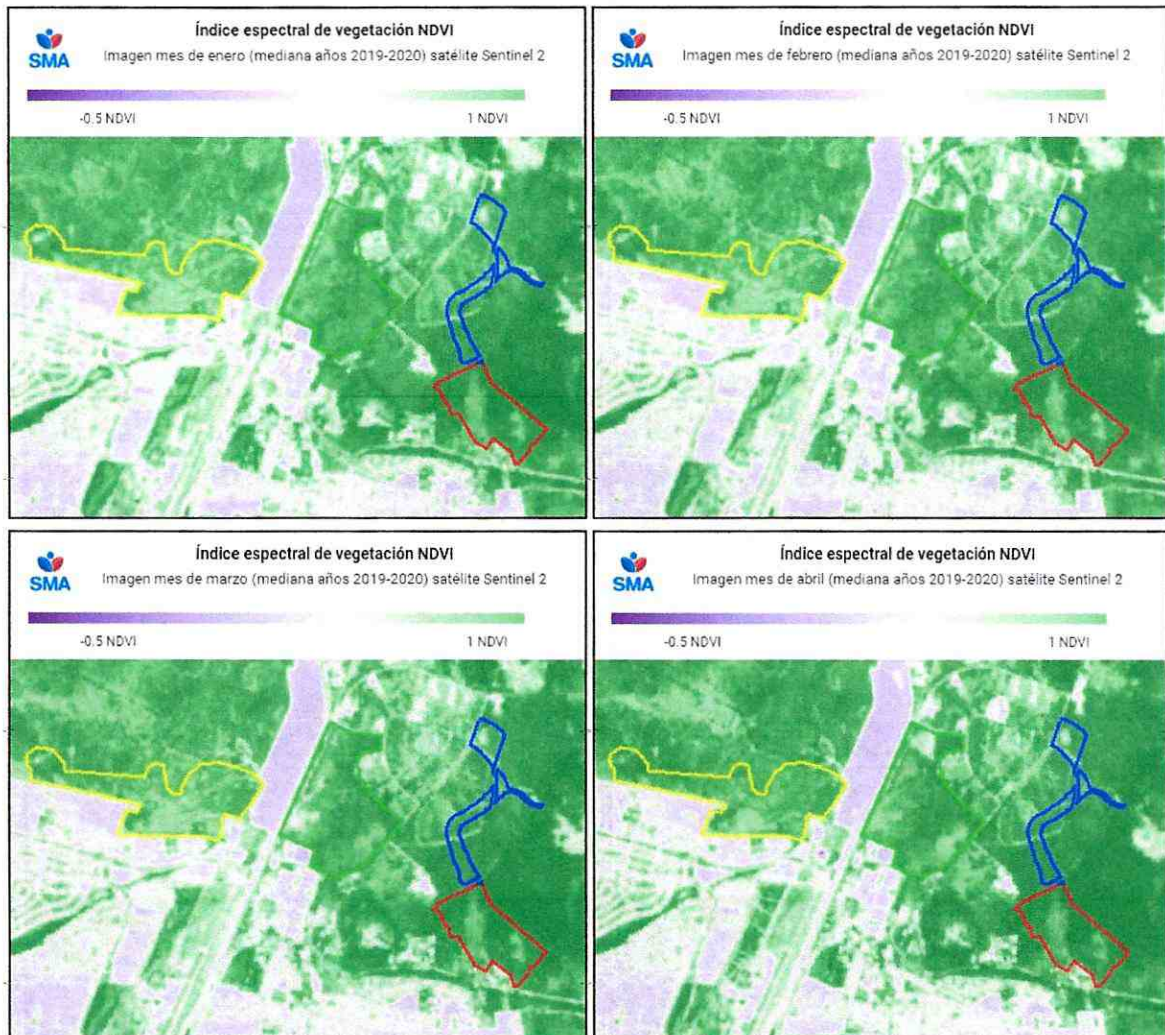 Índice espectral de vegetación NDVI
SMA
Imagen mes de enero (mediana años 2019-2020) satélite Sentinel 2
-0.5 NDVI
1 NDVI
Índice espectral de vegetación NDVI
SMA
Imagen mes de febrero (mediana años 2019-2020) satélite Sentinel 2
-0.5 NDVI
1 NDVI
Índice espectral de vegetación NDVI
SMA
Imagen mes de marzo (mediana años 2019-2020) satélite Sentinel 2
-0.5 NDVI
1 NDVI
Índice espectral de vegetación NDVI
SMA
Imagen mes de abril (mediana años 2019-2020) satélite Sentinel 2
-0.5 NDVI
1 NDVI